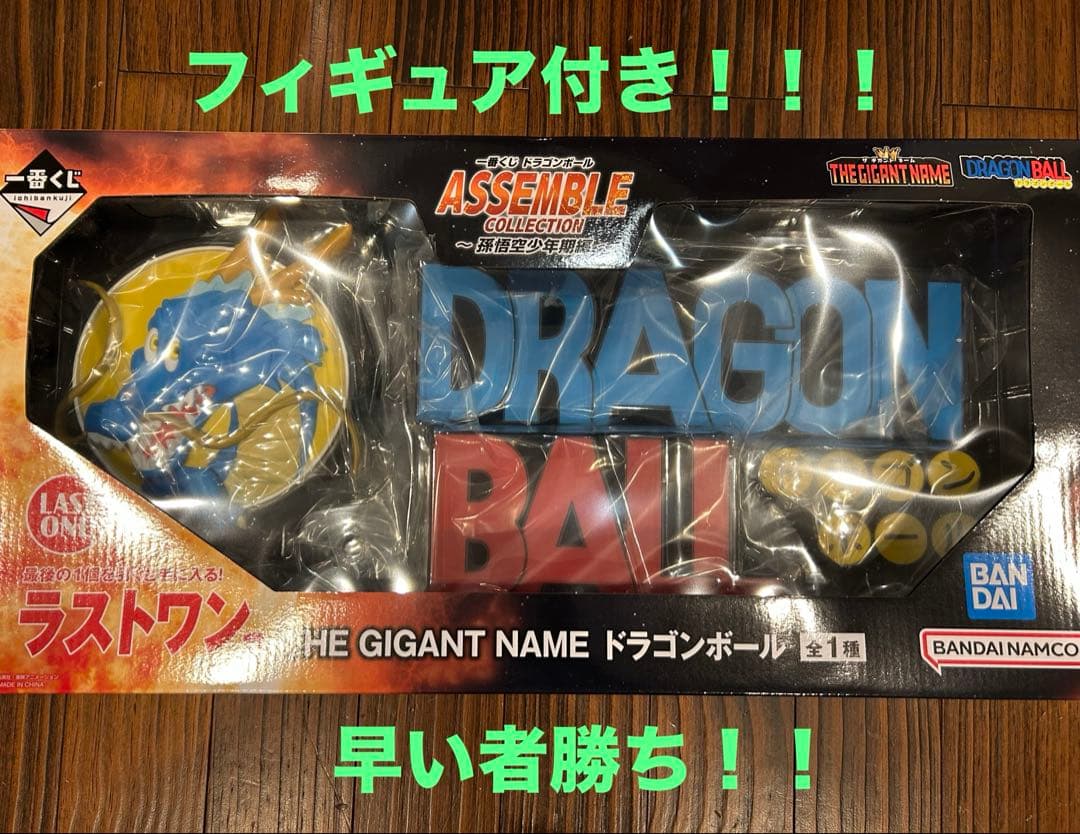 フィギュア付き！！！
一番くじ
ichibankuji
一番くじ ドラゴンボール
ASSEMBLE
COLLECTION
～孫悟空少年期編～
THE GIGANT NAME
DRAGON BALL
DRAGON
BALL
LAST
ONE
最後の1個を引くと手に入る!
ラストワン
THE GIGANT NAME ドラゴンボール 全1種
BAN
DAI
BANDAI NAMCO
MADE IN CHINA
早い者勝ち！！